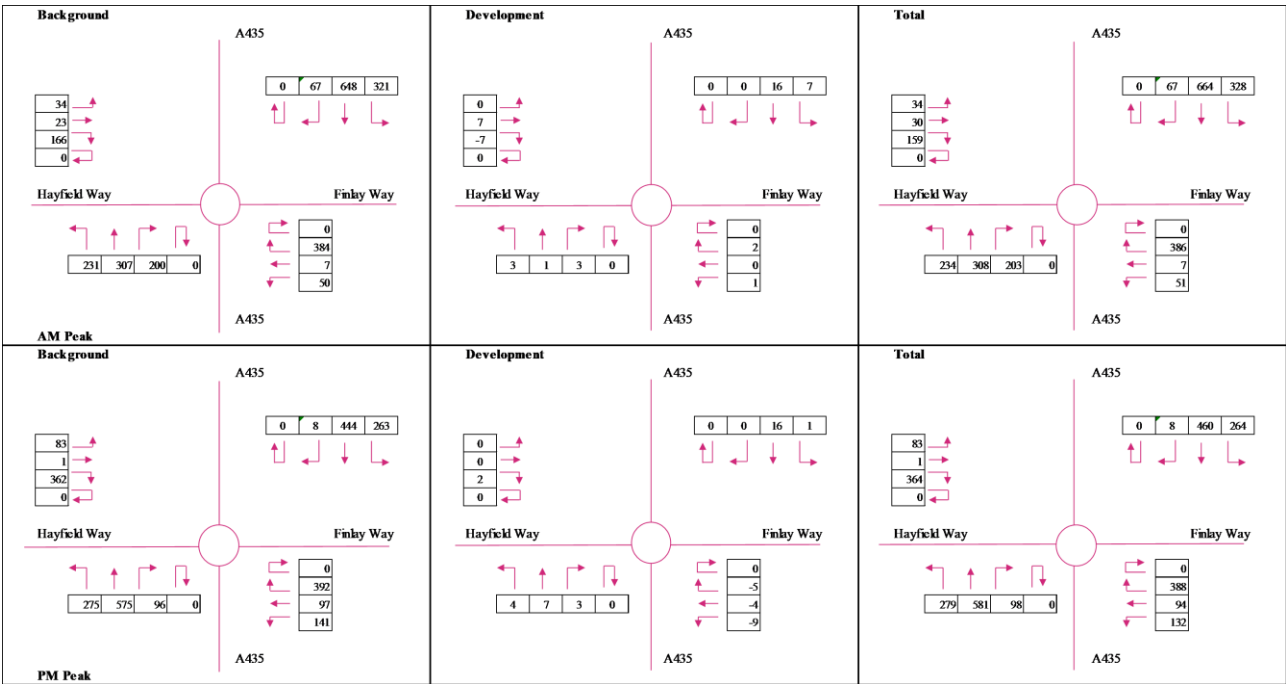 Background
A435
0 67 648 321
34
23
166
0
Hayfield Way Finlay Way
231 307 200 0
0
384
7
50
A435
AM Peak
Development
A435
0 0 16 7
0
7
-7
0
Hayfield Way Finlay Way
3 1 3 0
0
2
0
1
A435
Total
A435
0 67 664 328
34
30
159
0
Hayfield Way Finlay Way
234 308 203 0
0
386
7
51
A435
Background
A435
0 8 444 263
83
1
362
0
Hayfield Way Finlay Way
275 575 96 0
0
392
97
141
A435
PM Peak
Development
A435
0 0 16 1
0
0
2
0
Hayfield Way Finlay Way
4 7 3 0
0
-5
-4
-9
A435
Total
A435
0 8 460 264
83
1
364
0
Hayfield Way Finlay Way
279 581 98 0
0
388
94
132
A435